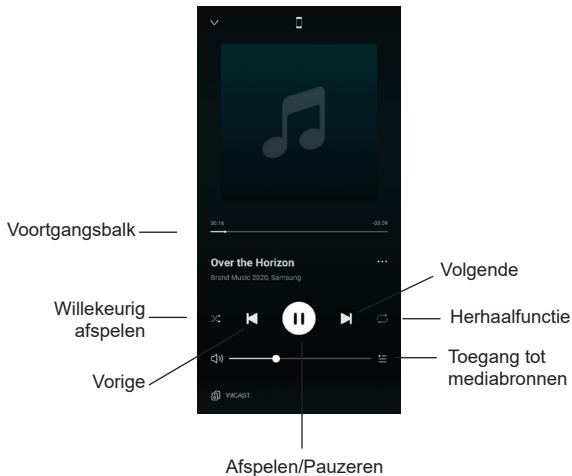 00:16
-03:09
Voortgangsbalk
Over the Horizon
Brand Music 2020, Samsung
Volgende
Willekeurig
afspelen
Herhaalfunctie
Toegang tot
mediabronnen
Vorige
WICAST
Afspelen/Pauzeren